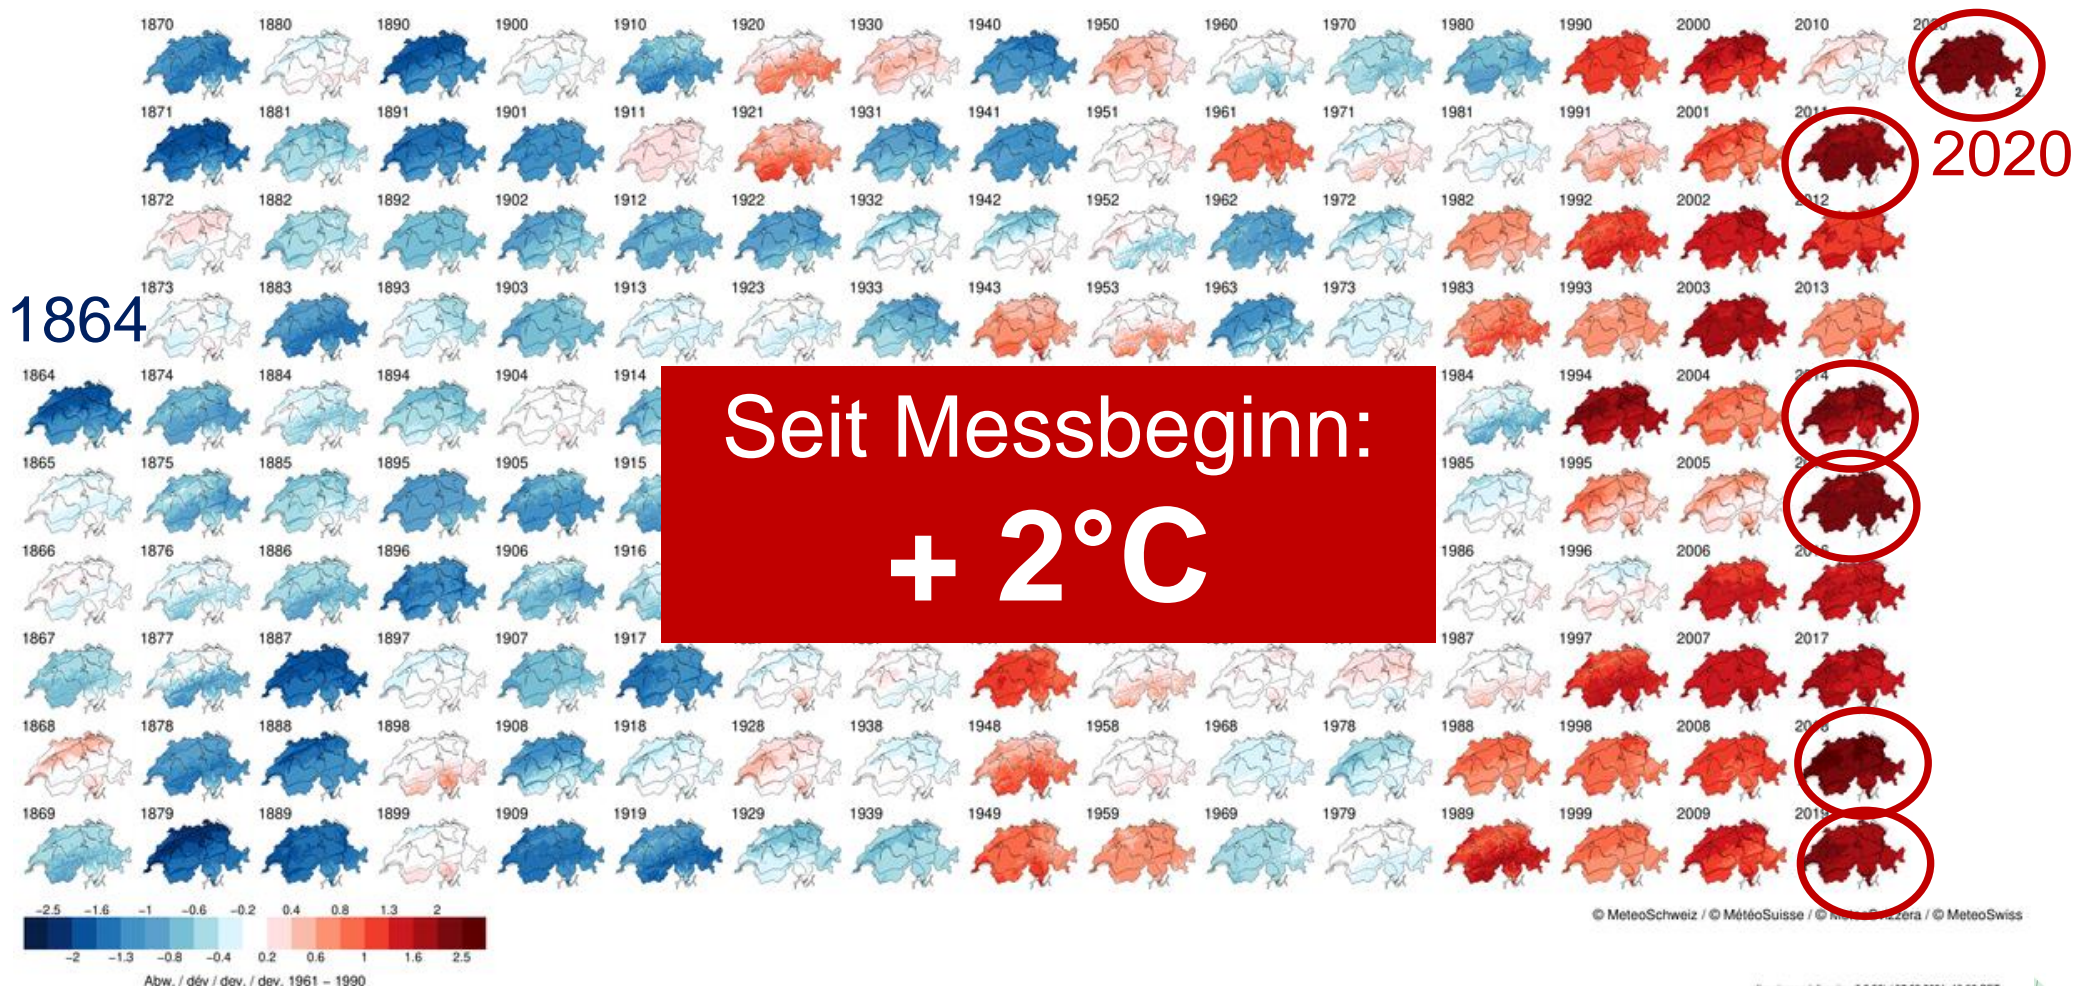 1870 1880 1890 1900 1910 1920 1930 1940 1950 1960 1970 1980 1990 2000 2010
1871 1881 1891 1901 1911 1921 1931 1941 1951 1961 1971 1981 1991 2001 2011
2020
1872 1882 1892 1902 1912 1922 1932 1942 1952 1962 1972 1982 1992 2002 2012
1864
1873 1883 1893 1903 1913 1923 1933 1943 1953 1963 1973 1983 1993 2003 2013
1864 1874 1884 1894 1904 1914 1984 1994 2004 2014
Seit Messbeginn:
+ 2°C
1865 1875 1885 1895 1905 1915 1985 1995 2005
1866 1876 1886 1896 1906 1916 1986 1996 2006 2016
1867 1877 1887 1897 1907 1917 1987 1997 2007 2017
1868 1878 1888 1898 1908 1918 1928 1938 1948 1958 1968 1978 1988 1998 2008
1869 1879 1889 1899 1909 1919 1929 1939 1949 1959 1969 1979 1989 1999 2009 2019
−2.5 −1.6 −1 −0.6 −0.2 0.4 0.8 1.3 2
−2 −1.3 −0.8 −0.4 0.2 0.6 1 1.6 2.5
Abw. / dév / dev. / dev. 1961 − 1990
© MeteoSchweiz / © MétéoSuisse / © MeteoSvizzera / © MeteoSwiss